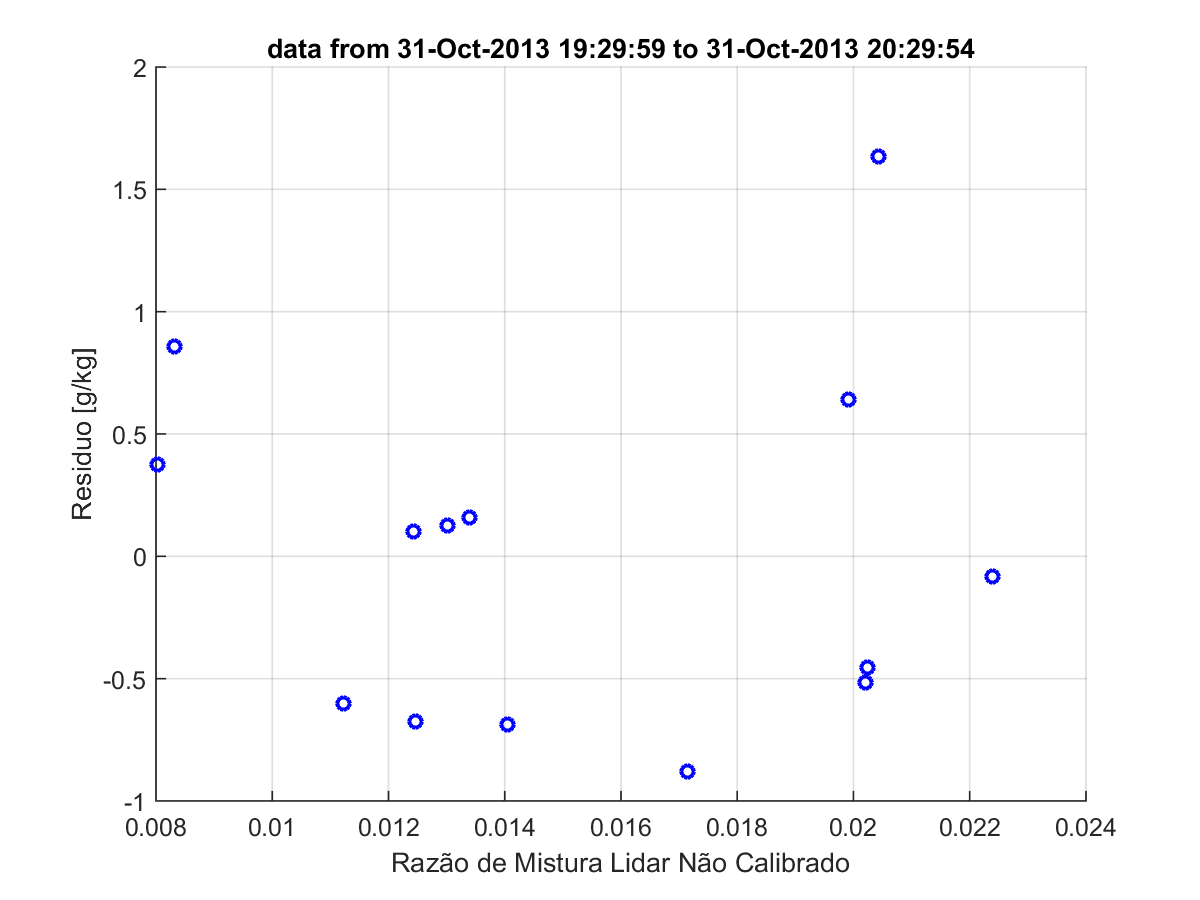 data from 31-Oct-2013 19:29:59 to 31-Oct-2013 20:29:54
2
1.5
1
0.5
0
-0.5
-1
Residuo [g/kg]
0.008 0.01 0.012 0.014 0.016 0.018 0.02 0.022 0.024
Razão de Mistura Lidar Não Calibrado